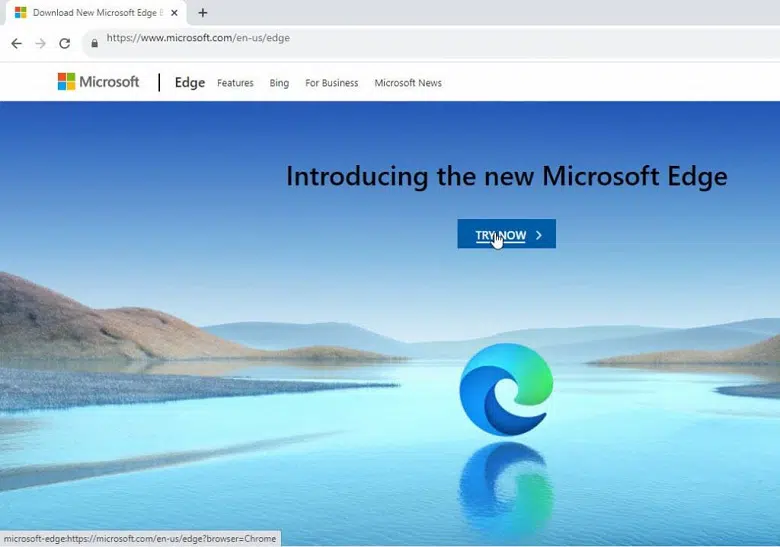 Download New Microsoft Edge
https://www.microsoft.com/en-us/edge
Microsoft Edge Features Bing For Business Microsoft News
Introducing the new Microsoft Edge
TRY NOW
microsoft-edge:https://microsoft.com/en-us/edge?browser=Chrome